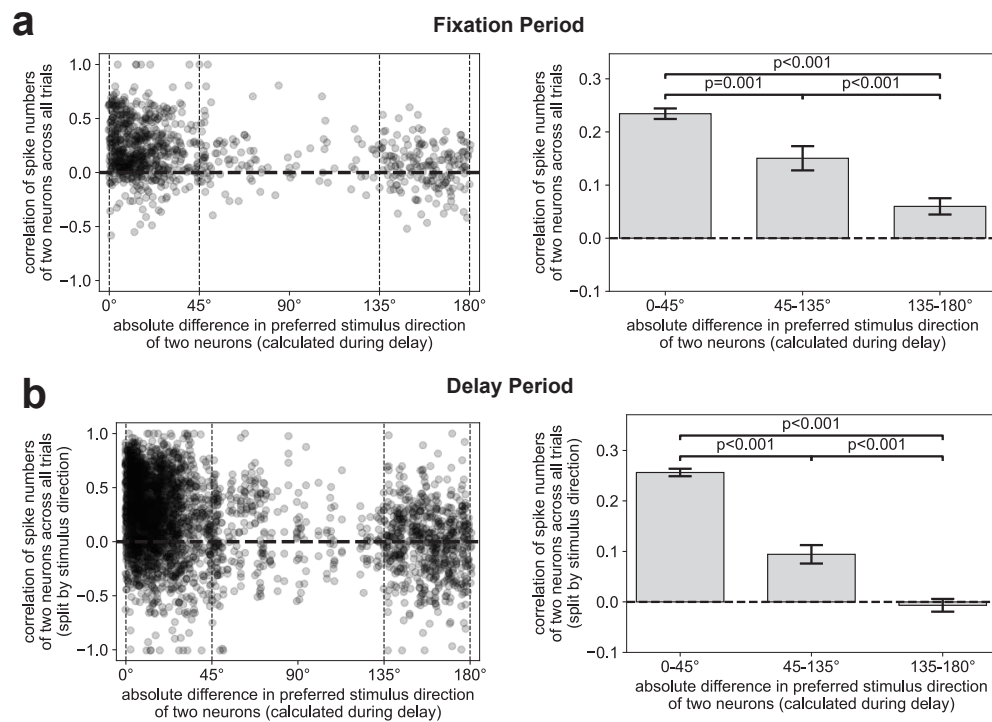 a
Fixation Period
correlation of spike numbers
of two neurons across all trials
1.0
0.5
0.0
−0.5
−1.0
0°
45°
90°
135°
180°
absolute difference in preferred stimulus direction
of two neurons (calculated during delay)
correlation of spike numbers
of two neurons across all trials
0.3
0.2
0.1
0.0
−0.1
p<0.001
p=0.001
p<0.001
0-45°
45-135°
135-180°
absolute difference in preferred stimulus direction
of two neurons (calculated during delay)
b
Delay Period
correlation of spike numbers
of two neurons across all trials
(split by stimulus direction)
1.0
0.5
0.0
−0.5
−1.0
0°
45°
90°
135°
180°
absolute difference in preferred stimulus direction
of two neurons (calculated during delay)
correlation of spike numbers
of two neurons across all trials
(split by stimulus direction)
0.3
0.2
0.1
0.0
−0.1
p<0.001
p<0.001
p<0.001
0-45°
45-135°
135-180°
absolute difference in preferred stimulus direction
of two neurons (calculated during delay)